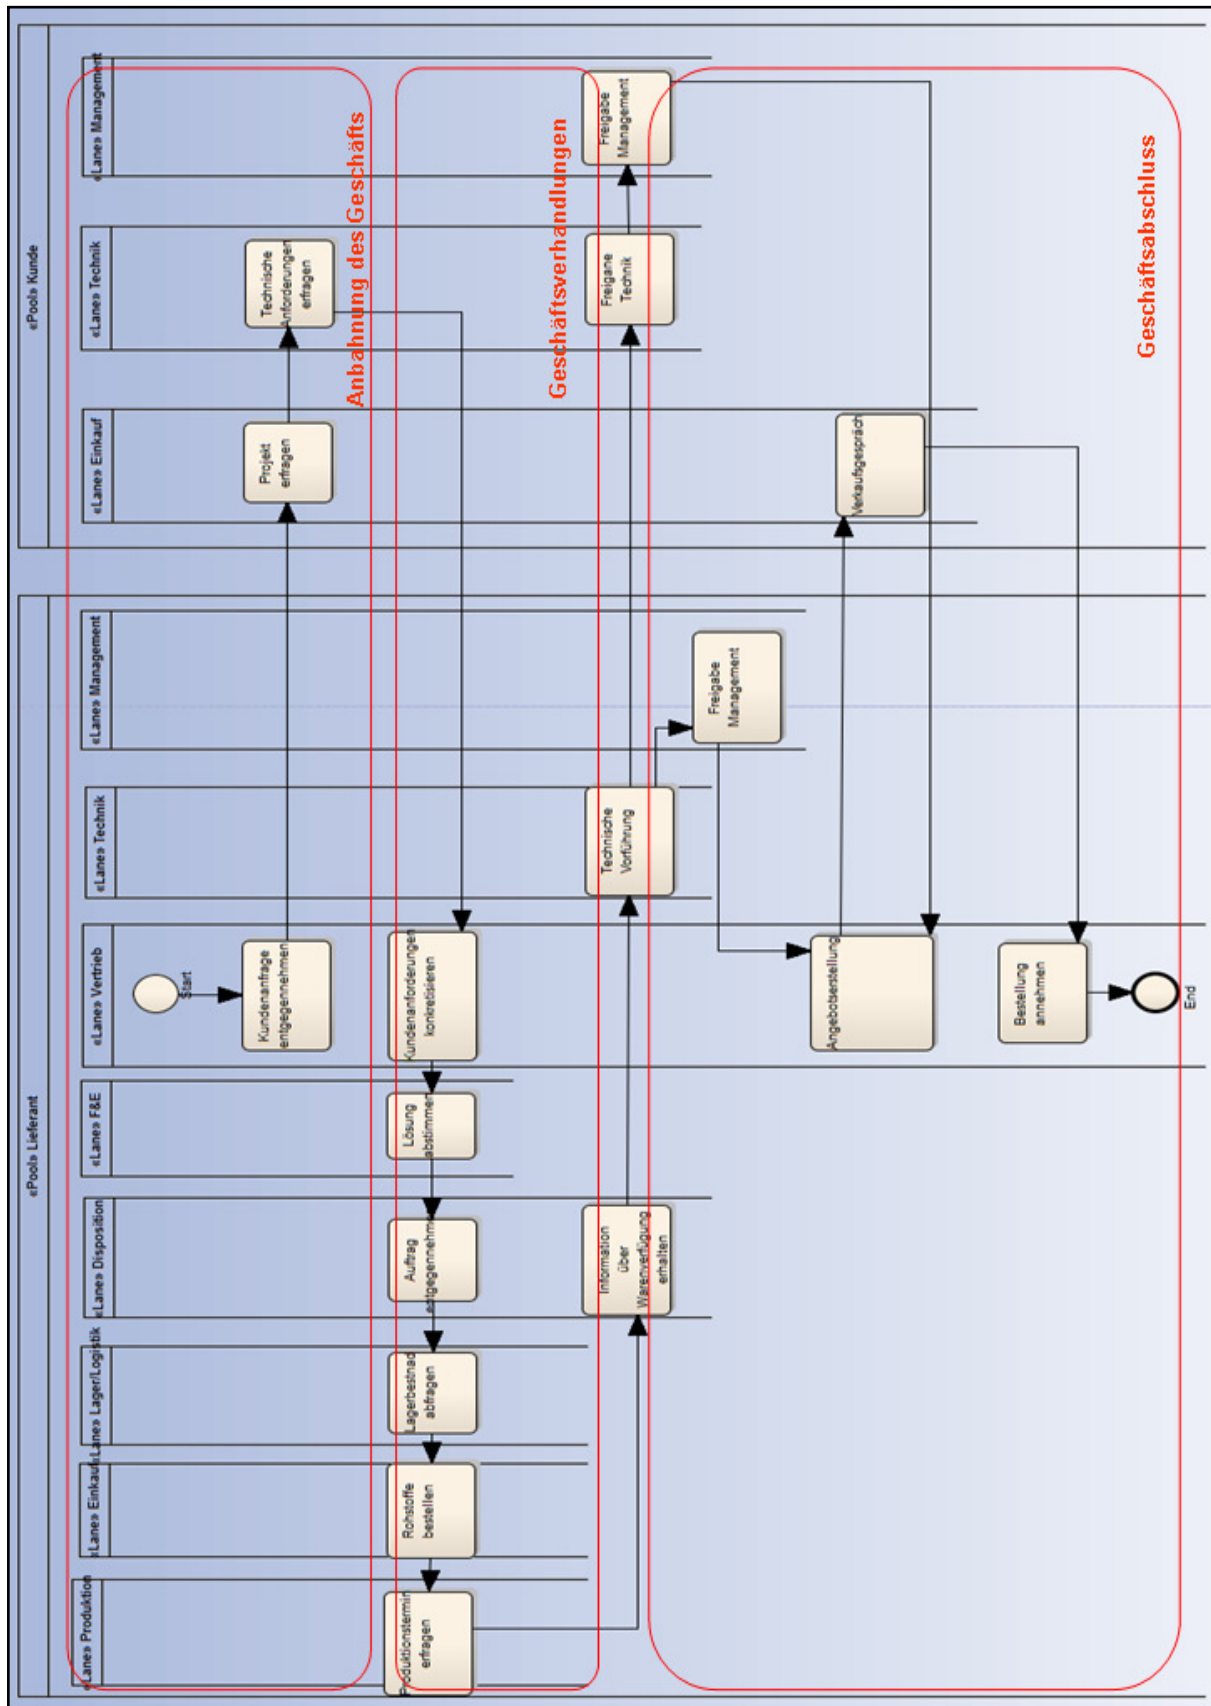 «Pool» Kunde
«Lane» Management
«Lane» Technik
«Lane» Einkauf
Freigabe
Management
Technische
Anforderungen
erfragen
Freigane
Technik
Projekt
erfragen
Verkaufsgespräch
Anbahnung des Geschäfts
Geschäftsverhandlungen
Geschäftsabschluss
«Pool» Lieferant
«Lane» Management
«Lane» Technik
«Lane» Vertrieb
«Lane» F&E
«Lane» Disposition
«Lane» Lager/Logistik
«Lane» Einkauf
«Lane» Produktion
Freigabe
Management
Technische
Vorführung
Start
Kundenanfrage
entgegennehmen
Kundenanforderungen
konkretisieren
Angebotserstellung
Bestellung
annehmen
End
Lösung
abstimmen
Auftrag
entgegennehm
Information
über
Warenverfügung
erhalten
Lagerbestnad
abfragen
Rohstoffe
bestellen
Produktionstermin
erfragen